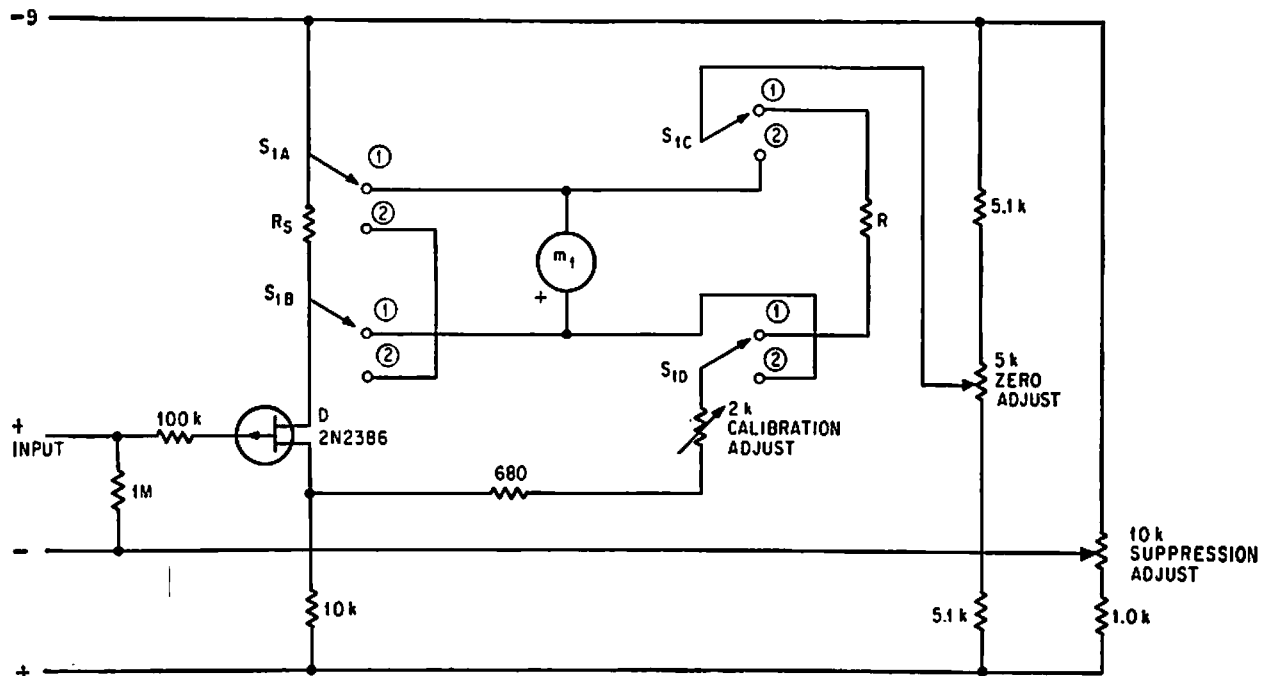 -9
①
S1C
②
S1A
①
RS
②
R
5.1 k
m1
+
S1B
①
②
①
S1D
②
5 k
ZERO
ADJUST
+
INPUT
100 k
D
2N2386
2 k
CALIBRATION
ADJUST
1M
680
-
10 k
SUPPRESSION
ADJUST
10 k
5.1 k
1.0 k
+